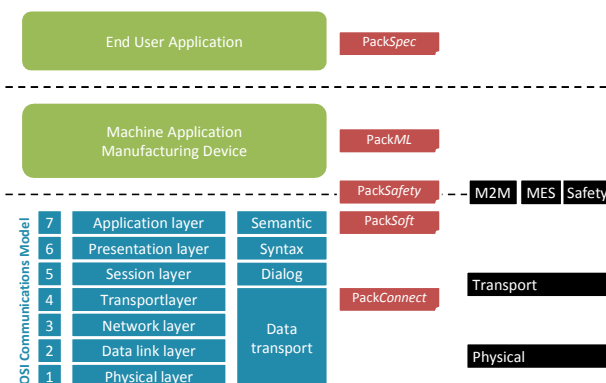 End User Application
PackSpec
Machine Application
Manufacturing Device
PackML
PackSafety
M2M
MES
Safety
OSI Communications Model
7
Application layer
Semantic
PackSoft
6
Presentation layer
Syntax
5
Session layer
Dialog
4
Transportlayer
PackConnect
Transport
3
Network layer
Data
transport
2
Data link layer
Physical
1
Physical layer